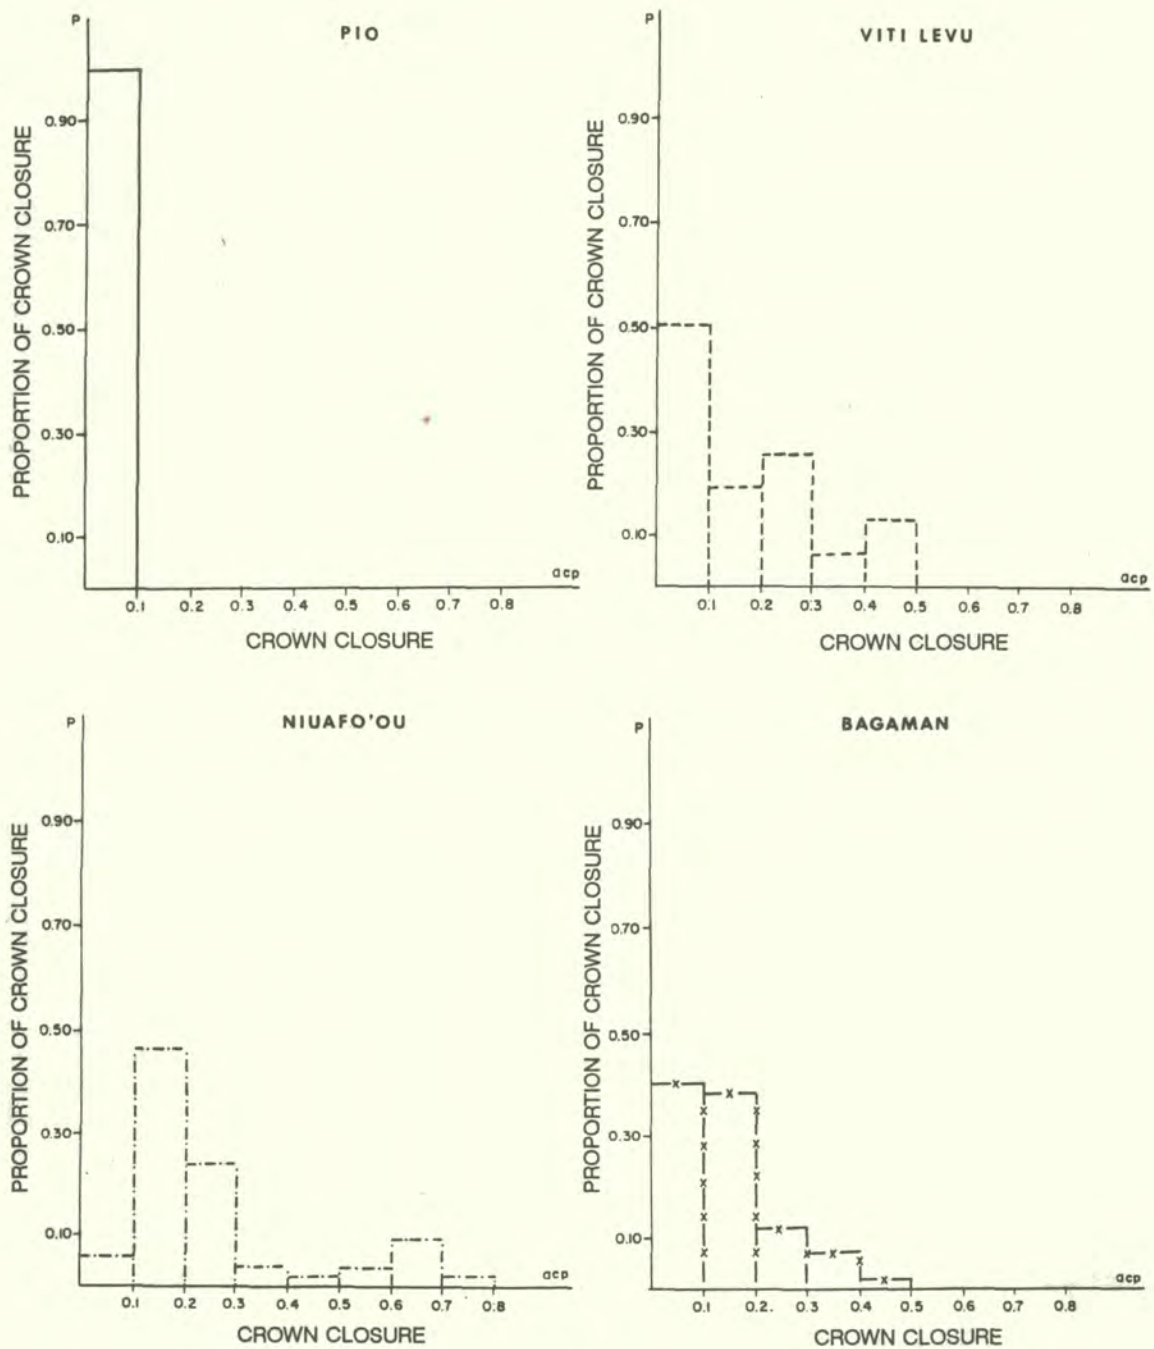 PIO
P
PROPORTION OF CROWN CLOSURE
0.90
0.70
0.50
0.30
0.10
acp
0.1 0.2 0.3 0.4 0.5 0.6 0.7 0.8
CROWN CLOSURE
VITI LEVU
P
PROPORTION OF CROWN CLOSURE
0.90
0.70
0.50
0.30
0.10
acp
0.1 0.2 0.3 0.4 0.5 0.6 0.7 0.8
CROWN CLOSURE
NIUAFO'OU
P
PROPORTION OF CROWN CLOSURE
0.90
0.70
0.50
0.30
0.10
acp
0.1 0.2 0.3 0.4 0.5 0.6 0.7 0.8
CROWN CLOSURE
BAGAMAN
P
PROPORTION OF CROWN CLOSURE
0.90
0.70
0.50
0.30
0.10
acp
0.1 0.2. 0.3 0.4 0.5 0.6 0.7 0.8
CROWN CLOSURE